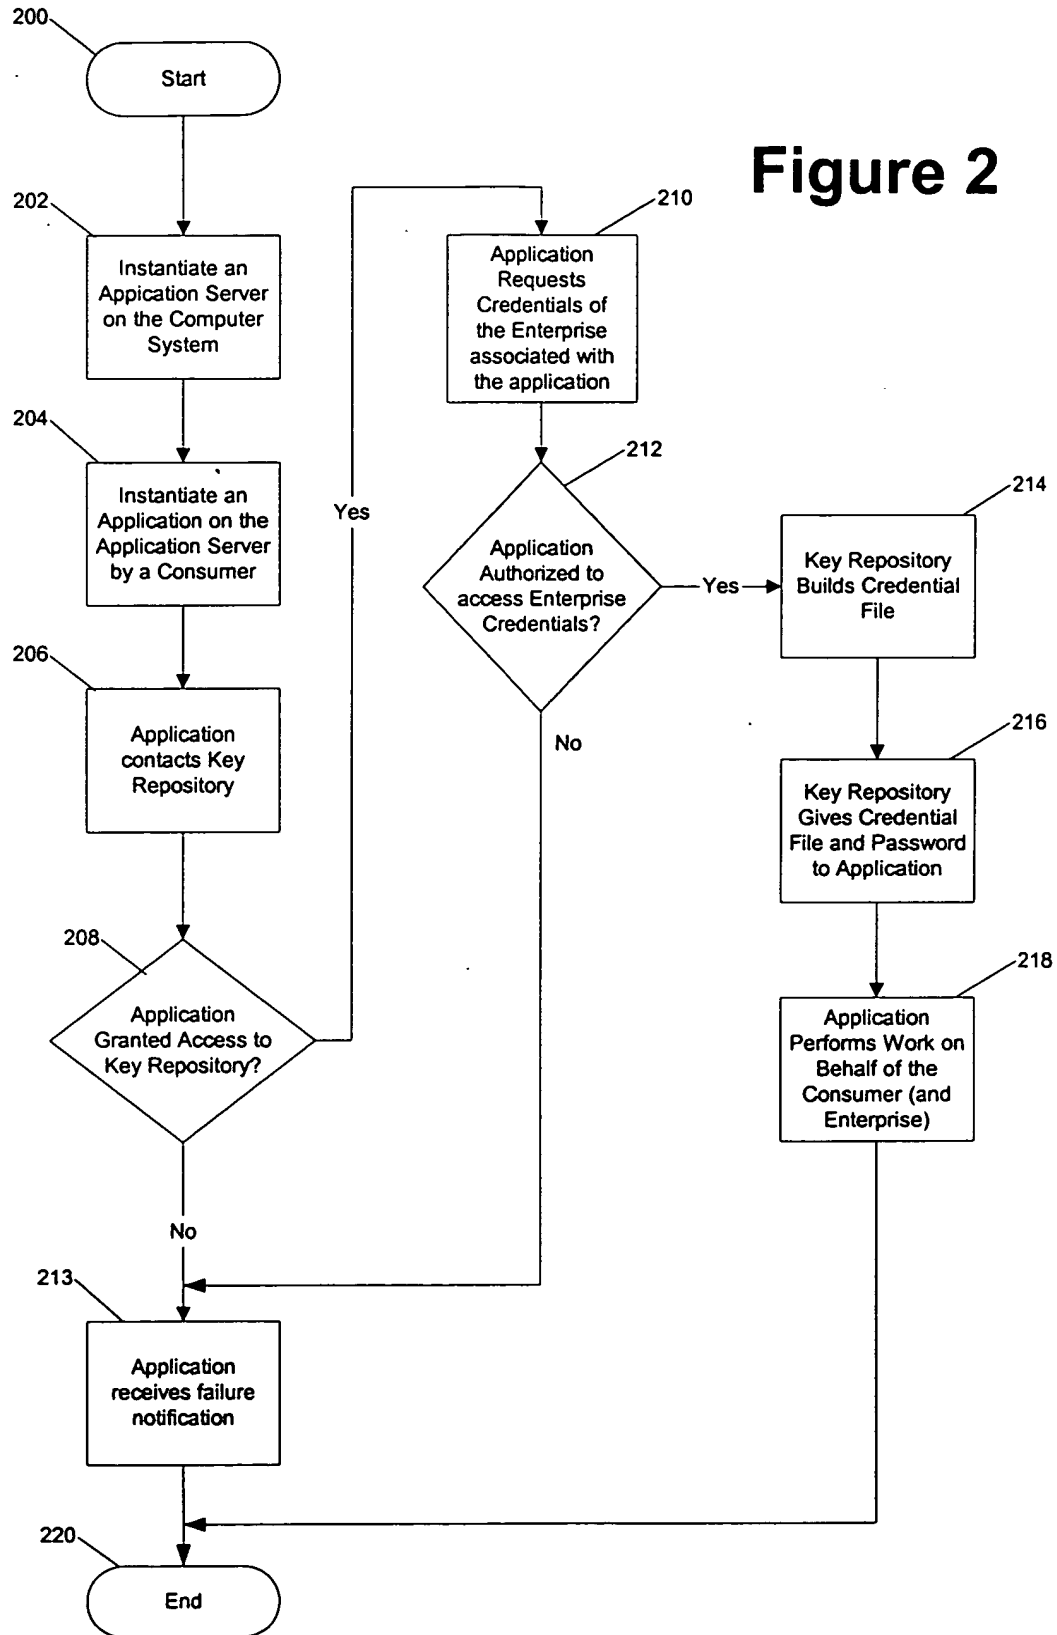 200
Start
Figure 2
202
Instantiate an
Appication Server
on the Computer
System
204
Instantiate an
Application on the
Application Server
by a Consumer
206
Application
contacts Key
Repository
208
Application
Granted Access to
Key Repository?
Yes
No
210
Application
Requests
Credentials of
the Enterprise
associated with
the application
212
Application
Authorized to
access Enterprise
Credentials?
Yes
No
214
Key Repository
Builds Credential
File
216
Key Repository
Gives Credential
File and Password
to Application
218
Application
Performs Work on
Behalf of the
Consumer (and
Enterprise)
213
Application
receives failure
notification
220
End